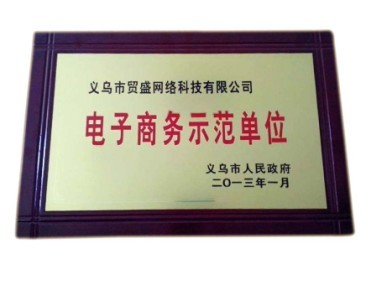 义乌市贸盛网络科技有限公司
电子商务示范单位
义乌市人民政府
二〇一三年一月